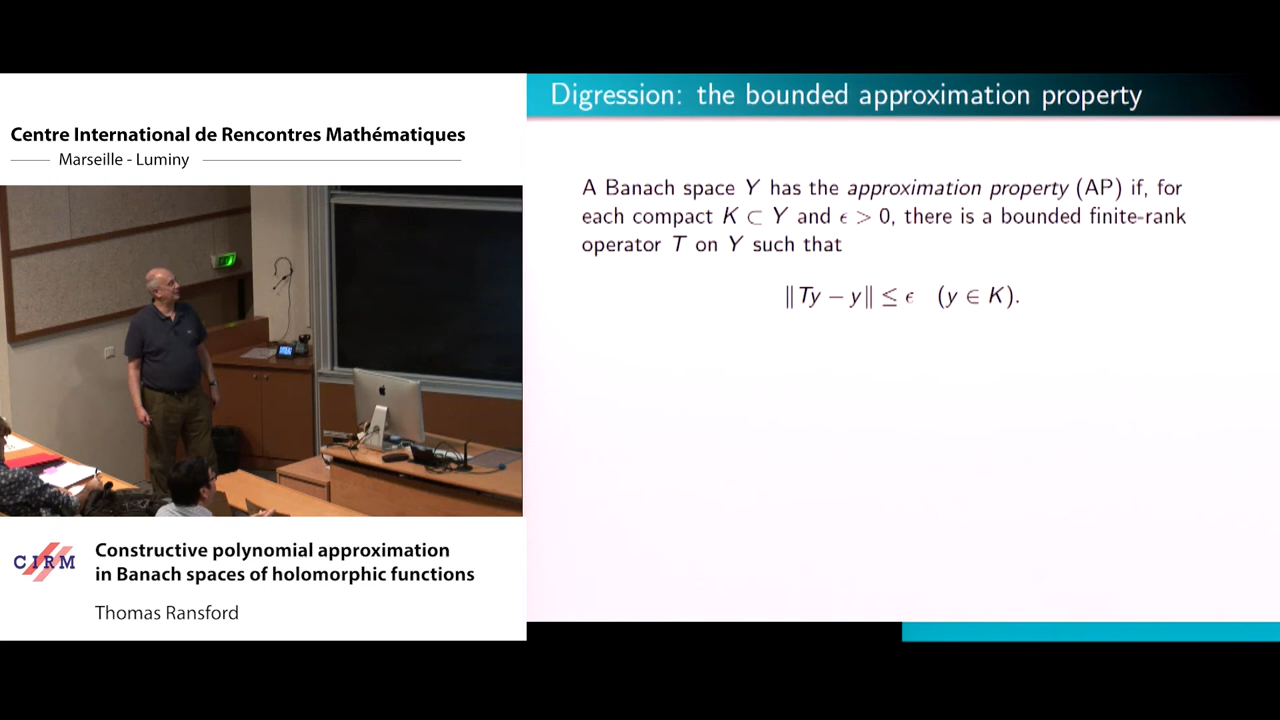 Centre International de Rencontres Mathématiques
Marseille - Luminy
CIRM
Constructive polynomial approximation
in Banach spaces of holomorphic functions
Thomas Ransford
Digression: the bounded approximation property
A Banach space Y has the approximation property (AP) if, for
each compact K ⊂ Y and ϵ > 0, there is a bounded finite-rank
operator T on Y such that
‖Ty − y‖ ≤ ϵ (y ∈ K).